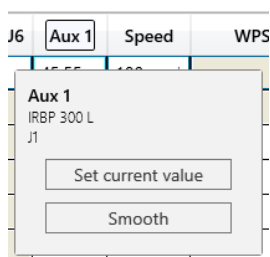 J6 Aux 1 Speed WPS
Aux 1
IRBP 300 L
J1
Set current value
Smooth